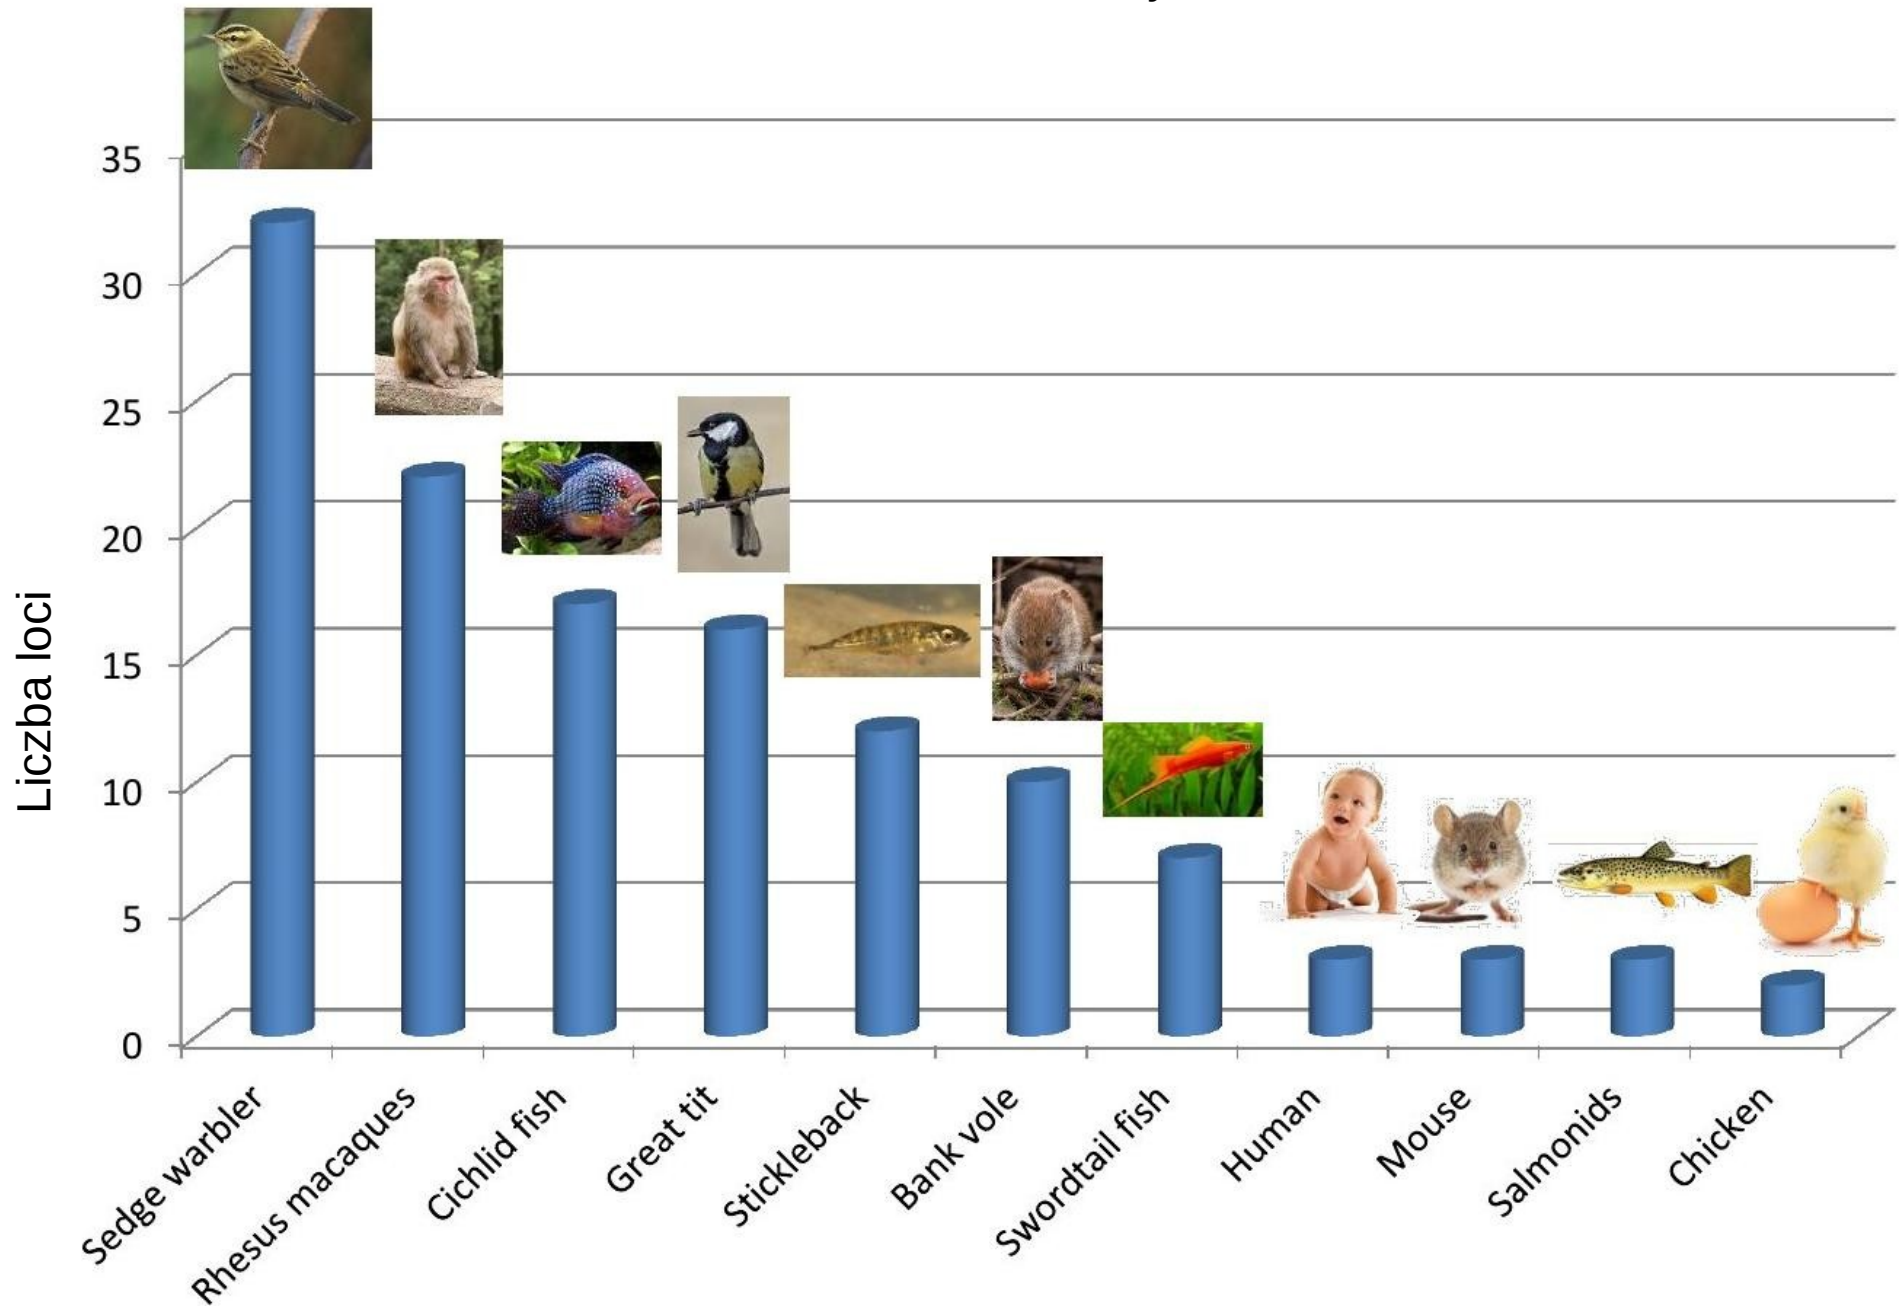 35
30
25
20
15
10
5
0
Liczba loci
Sedge warbler
Rhesus macaques
Cichlid fish
Great tit
Stickleback
Bank vole
Swordtail fish
Human
Mouse
Salmonids
Chicken